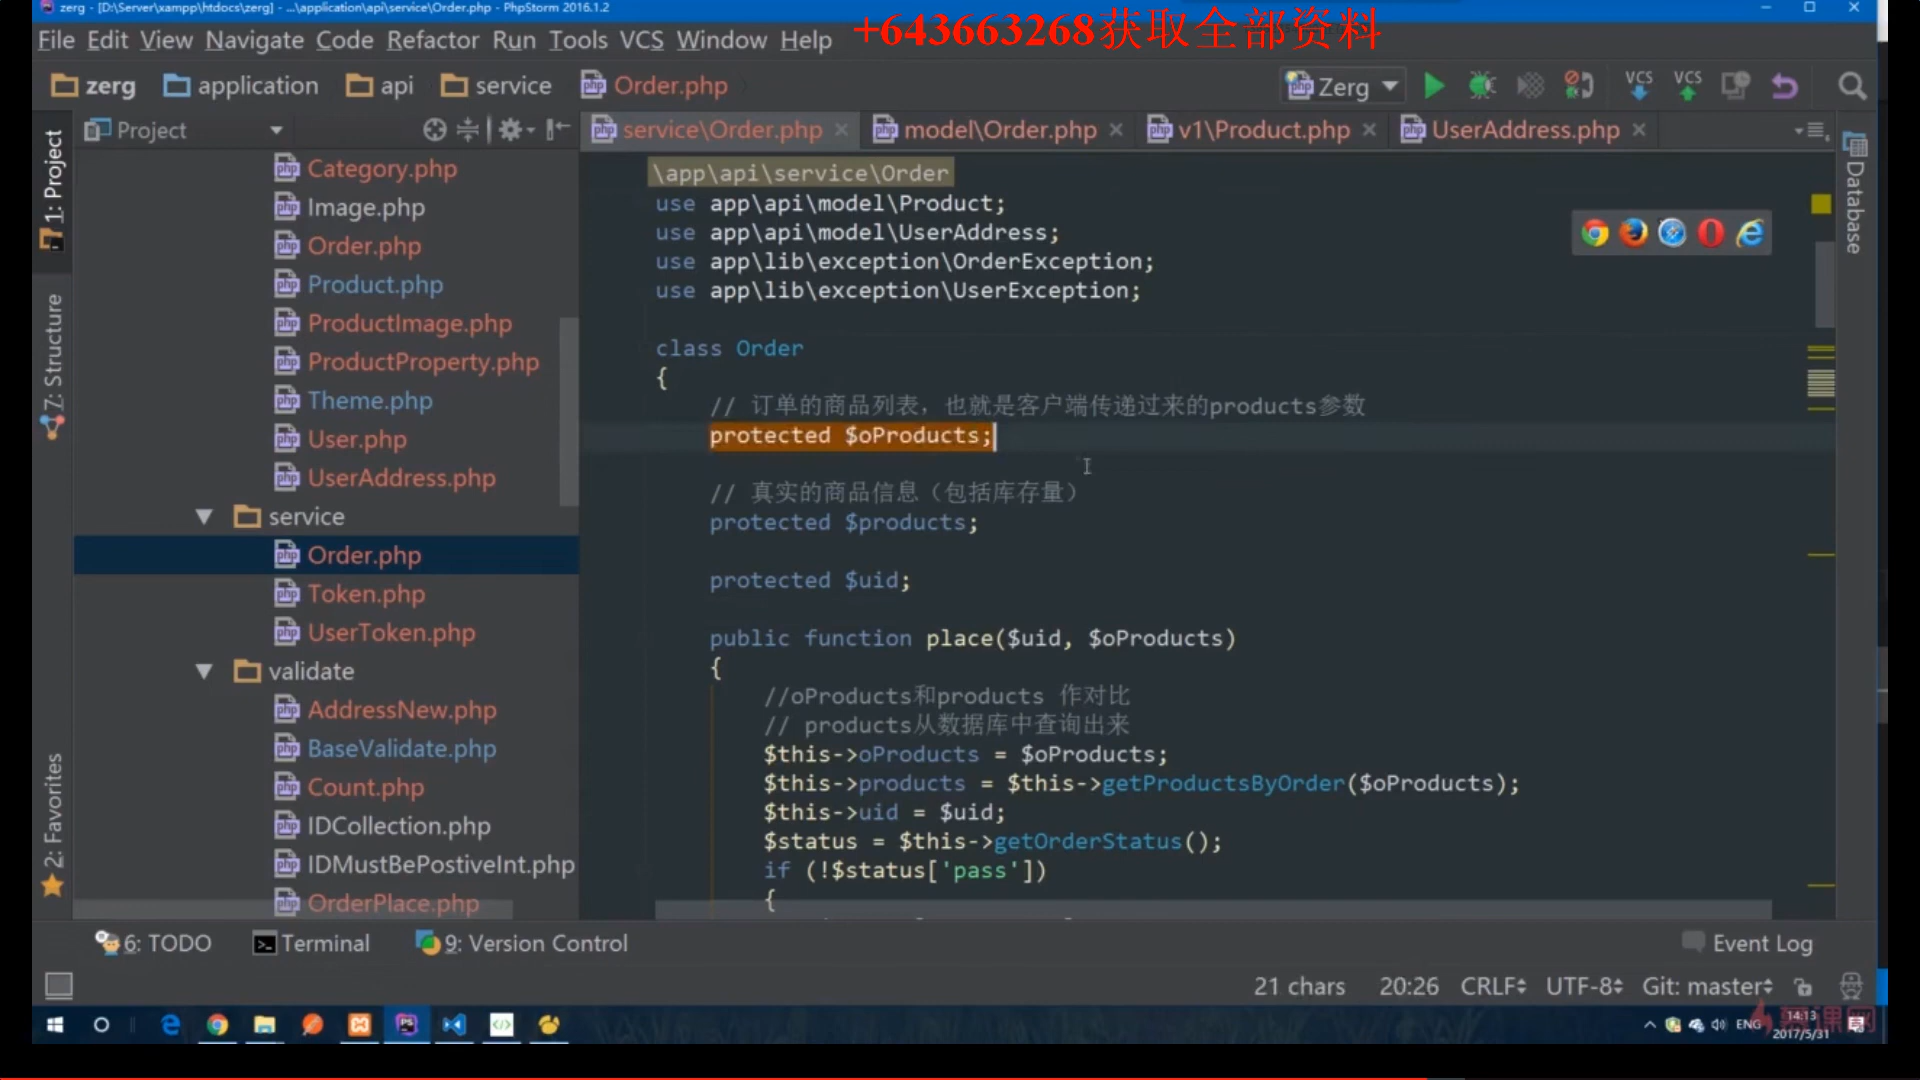 zerg - [D:\Server\xampp\htdocs\zerg] - ...\application\api\service\Order.php - PhpStorm 2016.1.2
+643663268获取全部资料
File Edit View Navigate Code Refactor Run Tools VCS Window Help
zerg application api service Order.php
Zerg
VCS VCS
1: Project
Project
service\Order.php model\Order.php v1\Product.php UserAddress.php
Category.php
Image.php
Order.php
Product.php
ProductImage.php
ProductProperty.php
Theme.php
User.php
UserAddress.php
service
Order.php
Token.php
UserToken.php
validate
AddressNew.php
BaseValidate.php
Count.php
IDCollection.php
IDMustBePostiveInt.php
OrderPlace.php
7: Structure
2: Favorites
Database
\app\api\service\Order
use app\api\model\Product;
use app\api\model\UserAddress;
use app\lib\exception\OrderException;
use app\lib\exception\UserException;
class Order
{
// 订单的商品列表，也就是客户端传递过来的products参数
protected $oProducts;
// 真实的商品信息（包括库存量）
protected $products;
protected $uid;
public function place($uid, $oProducts)
{
//oProducts和products 作对比
// products从数据库中查询出来
$this->oProducts = $oProducts;
$this->products = $this->getProductsByOrder($oProducts);
$this->uid = $uid;
$status = $this->getOrderStatus();
if (!$status['pass'])
{
6: TODO Terminal 9: Version Control Event Log
21 chars 20:26 CRLF UTF-8 Git: master
ENG 14:13
2017/5/31
慕课网